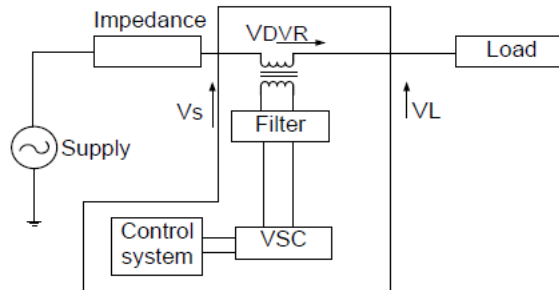 Impedance
VDVR
Load
Vs
VL
Filter
Supply
Control
system
VSC